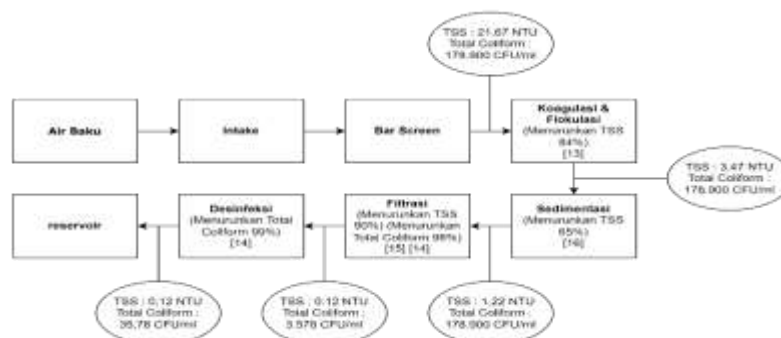 TSS : 21,67 NTU
Total Coliform :
178.900 CFU/ml
Air Baku
Intake
Bar Screen
Koagulasi &
Flokulasi
(Menurunkan TSS
84%)
[13]
TSS : 3,47 NTU
Total Coliform :
178.900 CFU/ml
reservoir
Desinfeksi
(Menurunkan Total
Coliform 99%)
[14]
Filtrasi
(Menurunkan TSS
90%) (Menurunkan
Total Coliform 98%)
[15] [14]
Sedimentasi
(Menurunkan TSS
65%)
[16]
TSS : 0,12 NTU
Total Coliform :
35,78 CFU/ml
TSS : 0,12 NTU
Total Coliform :
3.578 CFU/ml
TSS : 1,22 NTU
Total Coliform :
178.900 CFU/ml